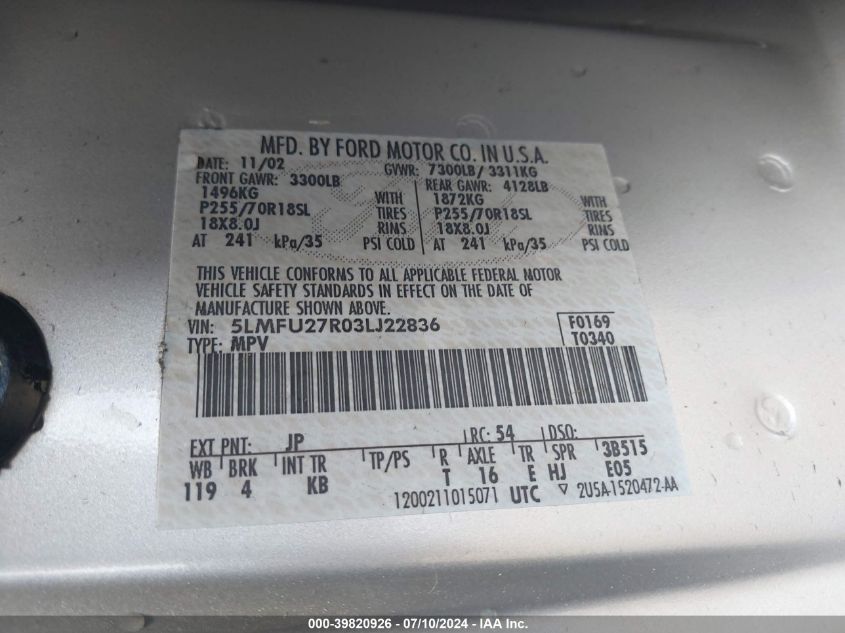 MFD. BY FORD MOTOR CO. IN U.S.A.
DATE: 11/02 GVWR: 7300LB/ 3311KG
FRONT GAWR: 3300LB REAR GAWR: 4128LB
1496KG WITH 1872KG WITH
P255/70R18SL TIRES P255/70R18SL TIRES
18X8.0J RINS 18X8.0J RINS
AT 241 kPa/35 PSI COLD AT 241 kPa/35 PSI COLD
THIS VEHICLE CONFORMS TO ALL APPLICABLE FEDERAL MOTOR
VEHICLE SAFETY STANDARDS IN EFFECT ON THE DATE OF
MANUFACTURE SHOWN ABOVE.
VIN: 5LMFU27R03LJ22836 F0169
TYPE: MPV T0340
EXT PNT: JP RC: 54 DSO:
WB BRK INT TR TP/PS R AXLE TR SPR 3B515
119 4 KB T 16 E HJ E05
1200211015071 UTC ▽ 2U5A-1520472-AA
000-39820926 - 07/10/2024 - IAAI.com